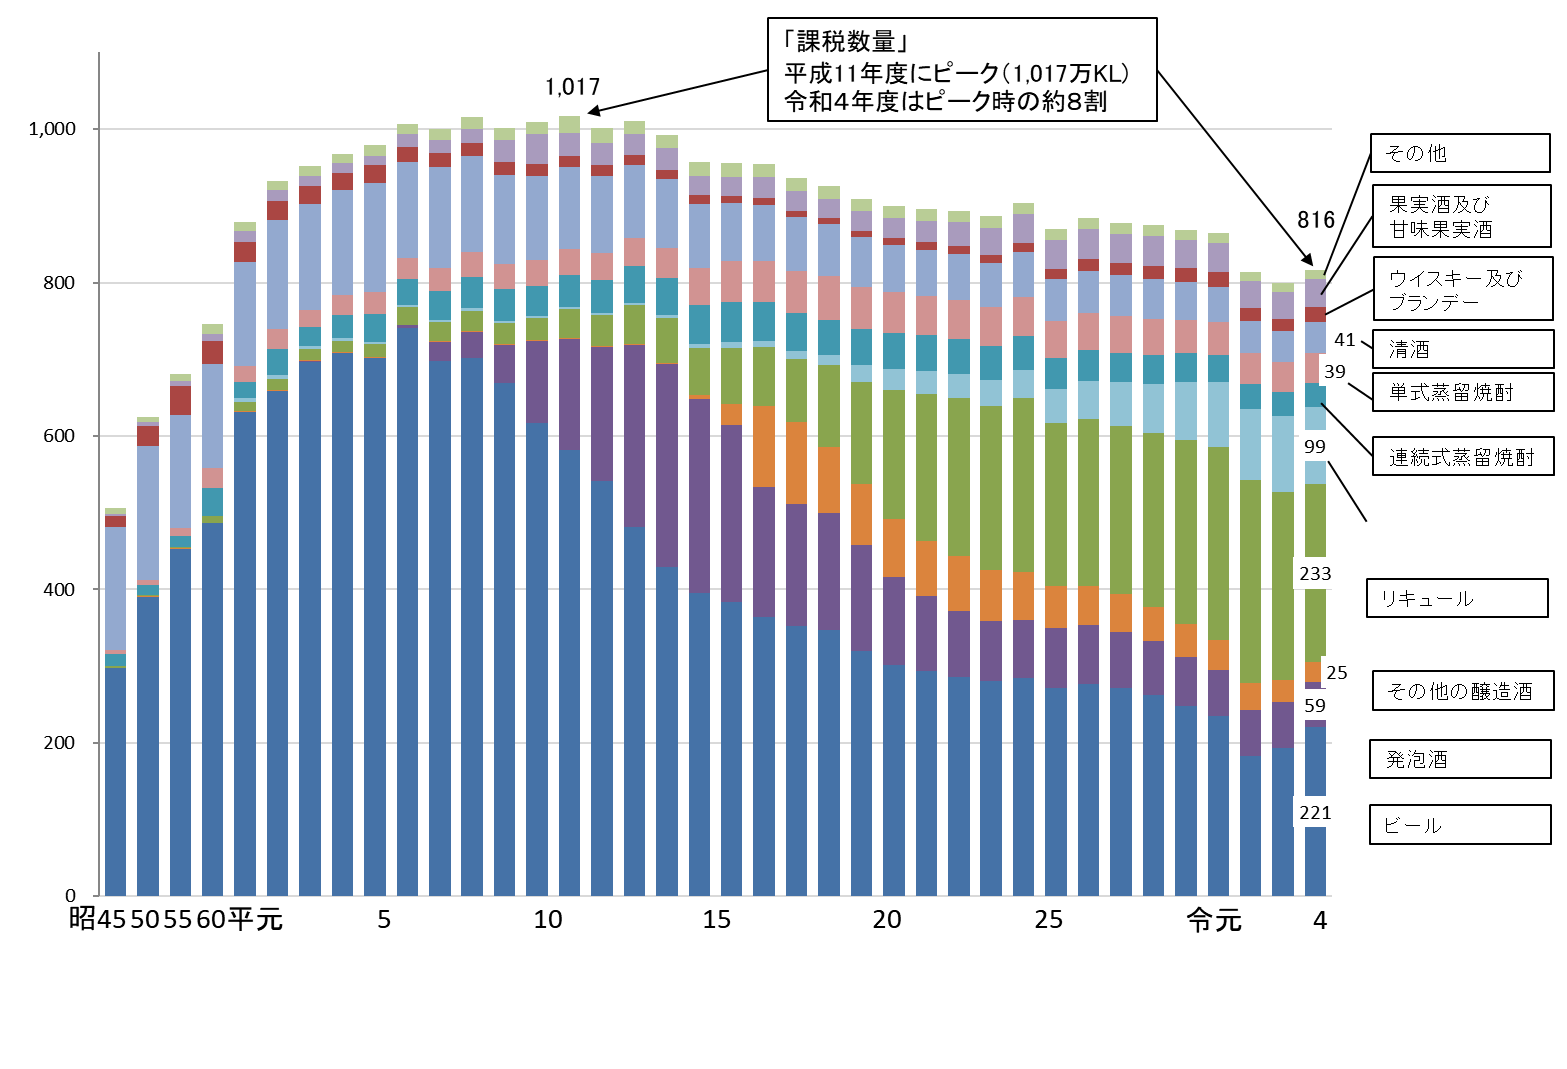 「課税数量」
平成11年度にピーク（1,017万KL）
令和４年度はピーク時の約８割
1,017
1,000
800
600
400
200
0
816
その他
果実酒及び
甘味果実酒
ウイスキー及び
ブランデー
41
清酒
39
単式蒸留焼酎
連続式蒸留焼酎
99
233
リキュール
25
その他の醸造酒
59
発泡酒
221
ビール
昭45 50 55 60 平元 5 10 15 20 25 令元 4